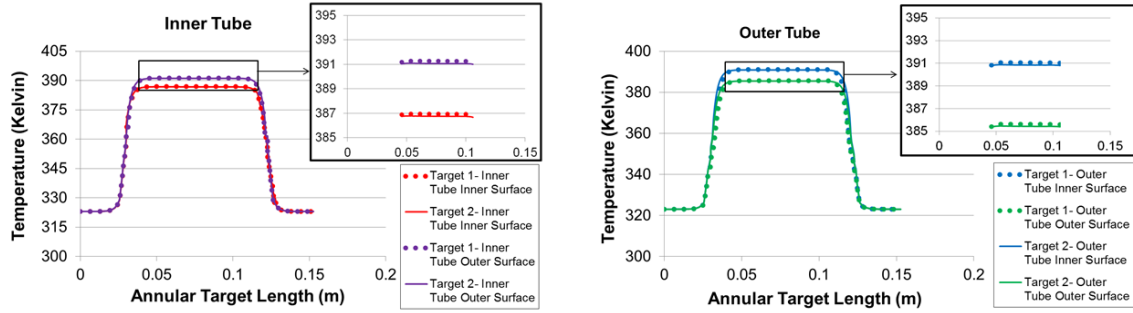 Inner Tube
Temperature (Kelvin)
405
390
375
360
345
330
315
300
0
0.05
0.1
0.15
0.2
Annular Target Length (m)
395
393
391
389
387
385
0
0.05
0.1
0.15
Target 1- Inner
Tube Inner Surface
Target 2- Inner
Tube Inner Surface
Target 1- Inner
Tube Outer Surface
Target 2- Inner
Tube Outer Surface
Outer Tube
Temperature (Kelvin)
400
380
360
340
320
300
0
0.05
0.1
0.15
0.2
Annular Target Length (m)
395
393
391
389
387
385
0
0.05
0.1
0.15
Target 1- Outer
Tube Inner Surface
Target 1- Outer
Tube Outer Surface
Target 2- Outer
Tube Inner Surface
Target 2- Outer
Tube Outer Surface